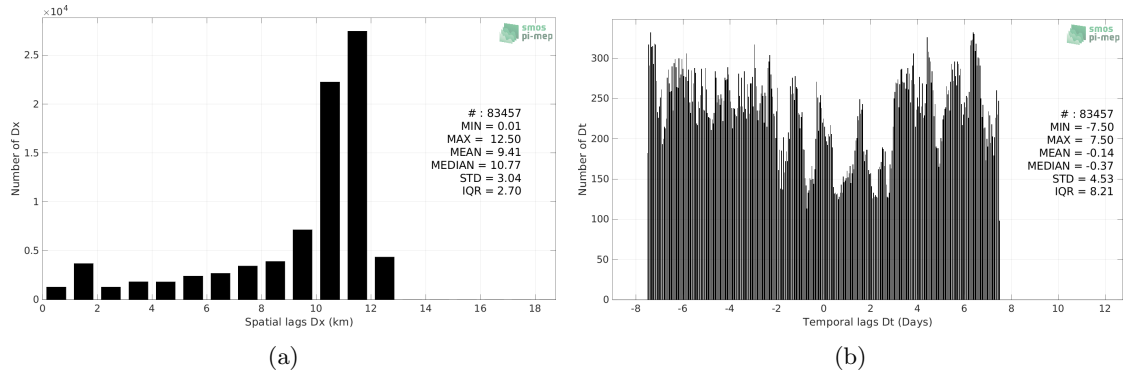 ×10⁴
smos
pi-mep
2.5
2
1.5
1
0.5
0
Number of Dx
# : 83457
MIN = 0.01
MAX = 12.50
MEAN = 9.41
MEDIAN = 10.77
STD = 3.04
IQR = 2.70
0 2 4 6 8 10 12 14 16 18
Spatial lags Dx (km)
(a)
smos
pi-mep
300
250
200
150
100
50
0
Number of Dt
# : 83457
MIN = -7.50
MAX = 7.50
MEAN = -0.14
MEDIAN = -0.37
STD = 4.53
IQR = 8.21
-8 -6 -4 -2 0 2 4 6 8 10 12
Temporal lags Dt (Days)
(b)